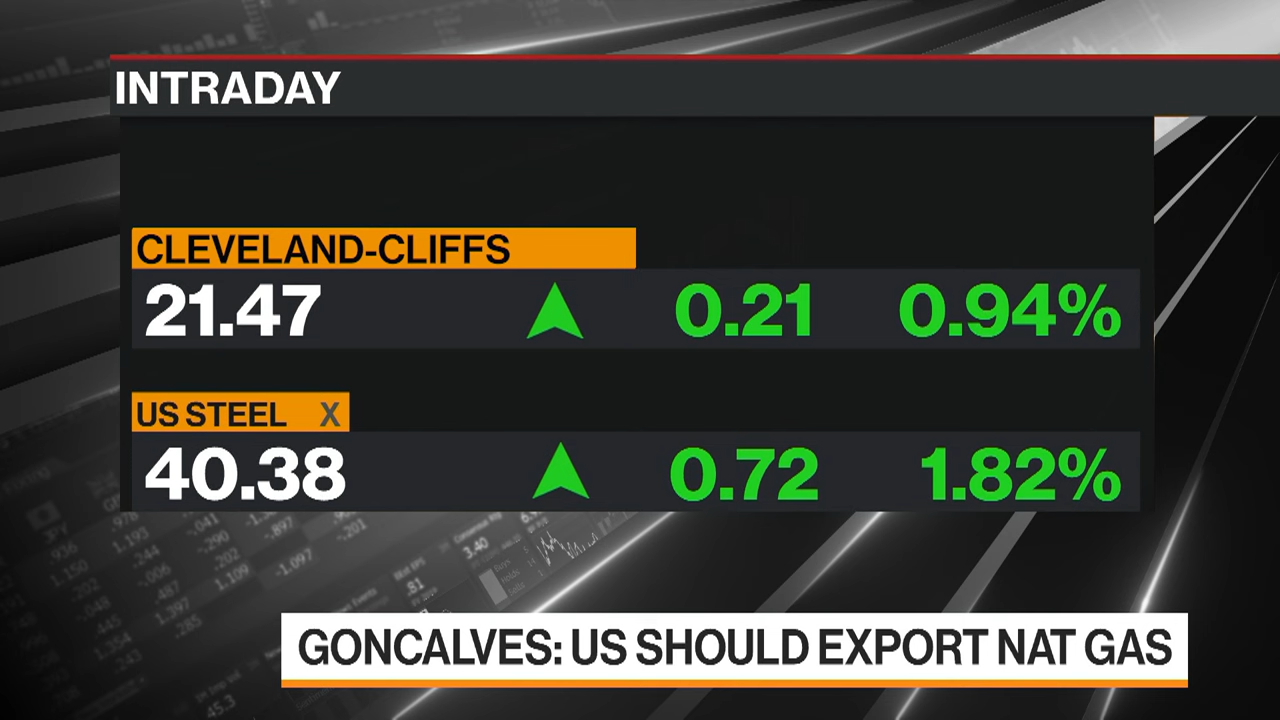 INTRADAY
CLEVELAND-CLIFFS
21.47 ▲ 0.21 0.94%
US STEEL X
40.38 ▲ 0.72 1.82%
GONCALVES: US SHOULD EXPORT NAT GAS